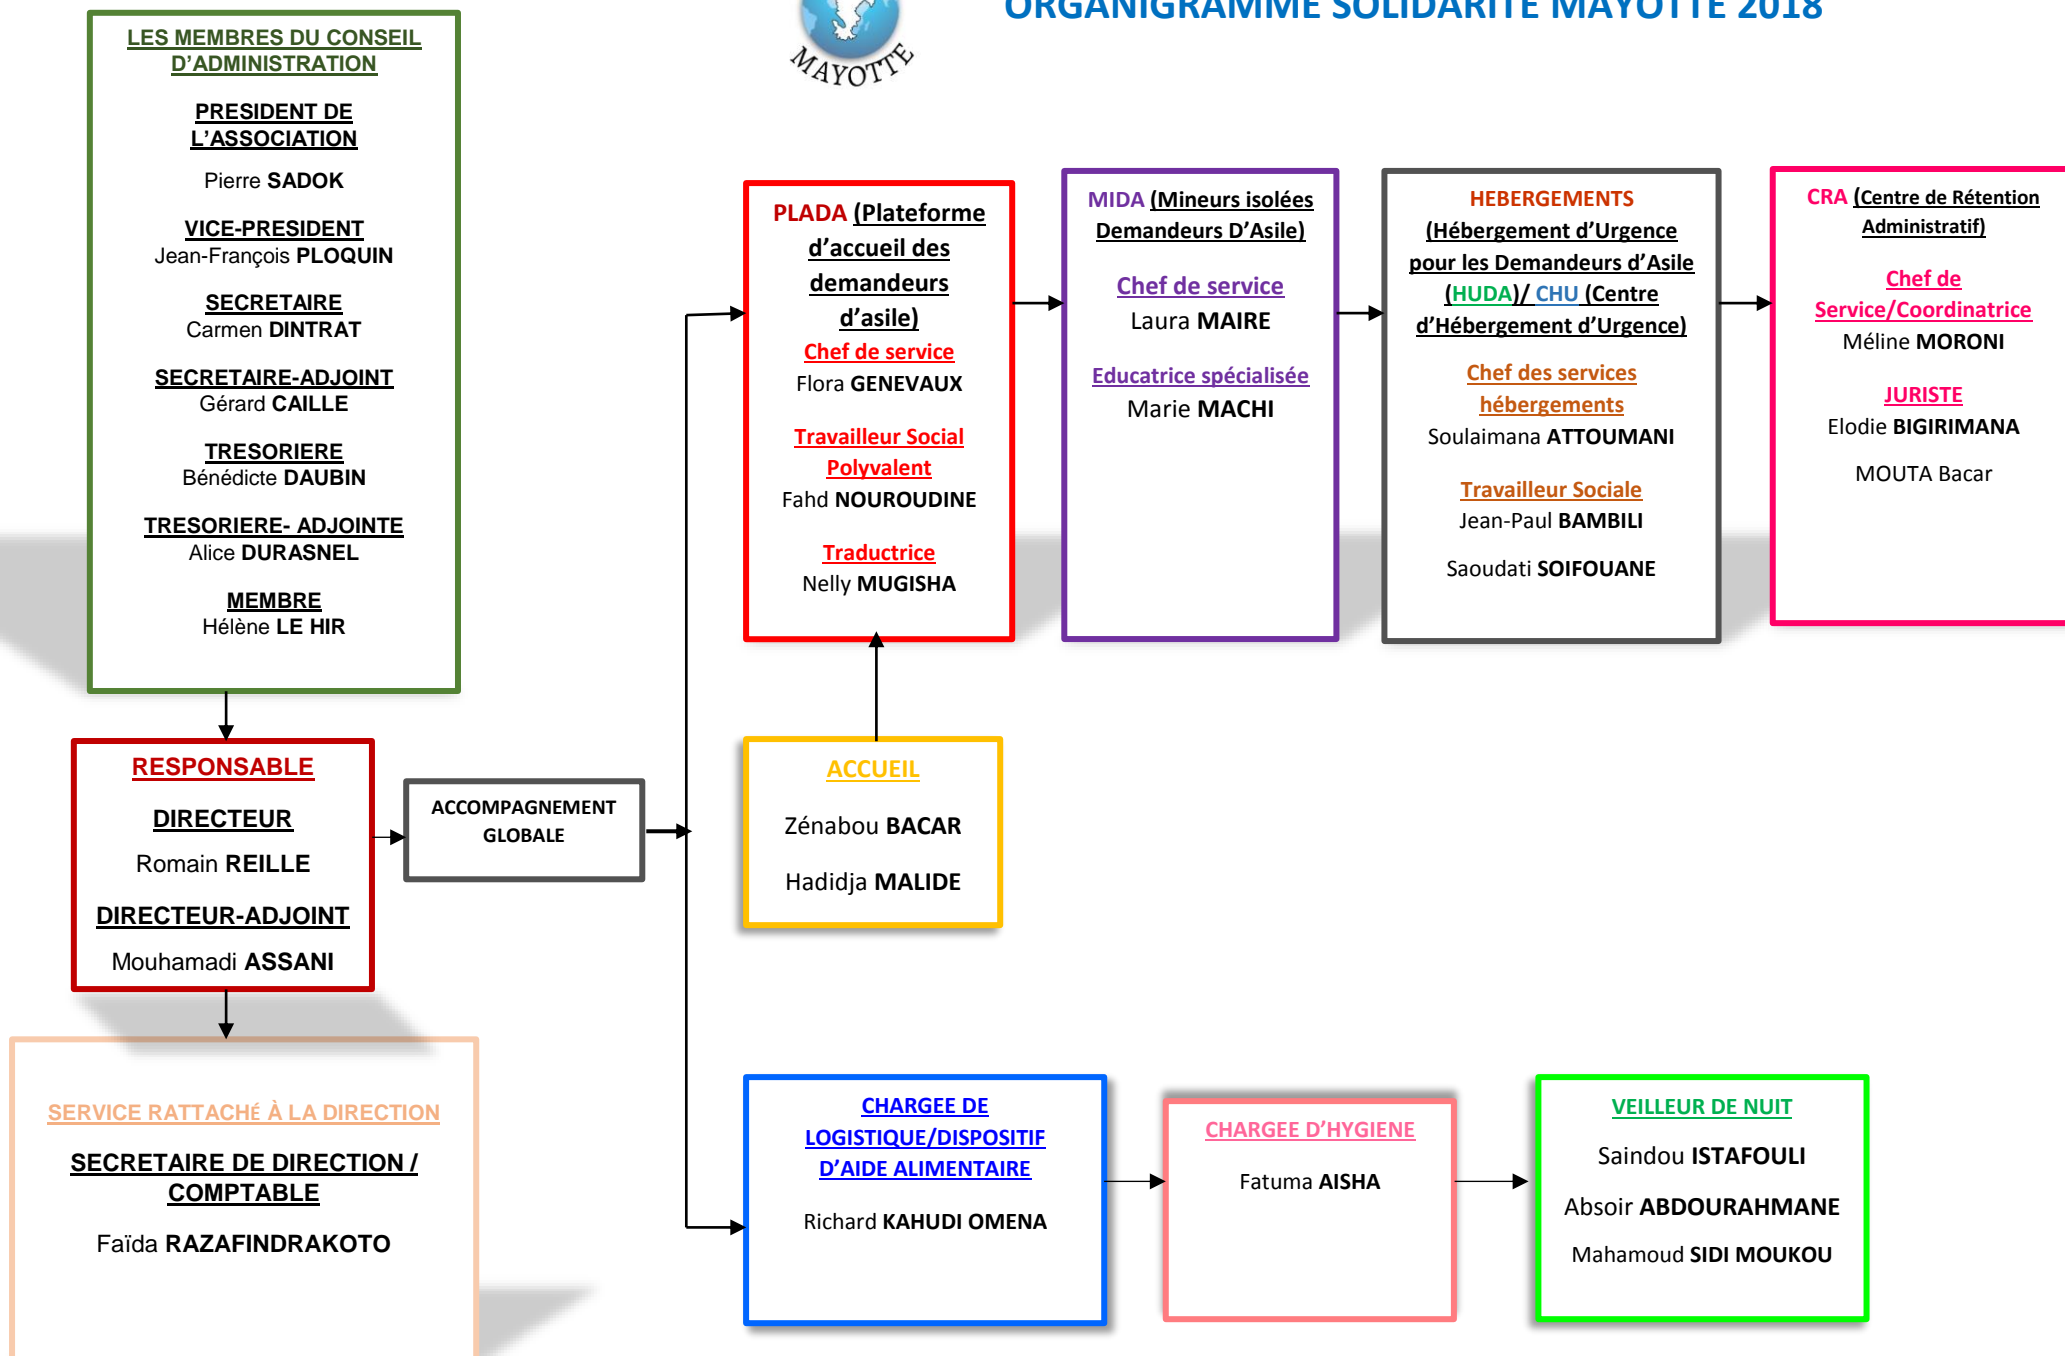 ORGANIGRAMME SOLIDARITE MAYOTTE 2018
MAYOTTE
LES MEMBRES DU CONSEIL
D’ADMINISTRATION
PRESIDENT DE
L’ASSOCIATION
Pierre SADOK
VICE-PRESIDENT
Jean-François PLOQUIN
SECRETAIRE
Carmen DINTRAT
SECRETAIRE-ADJOINT
Gérard CAILLE
TRESORIERE
Bénédicte DAUBIN
TRESORIERE- ADJOINTE
Alice DURASNEL
MEMBRE
Hélène LE HIR
RESPONSABLE
DIRECTEUR
Romain REILLE
DIRECTEUR-ADJOINT
Mouhamadi ASSANI
SERVICE RATTACHÉ À LA DIRECTION
SECRETAIRE DE DIRECTION /
COMPTABLE
Faïda RAZAFINDRAKOTO
ACCOMPAGNEMENT
GLOBALE
PLADA (Plateforme
d’accueil des
demandeurs
d’asile)
Chef de service
Flora GENEVAUX
Travailleur Social
Polyvalent
Fahd NOUROUDINE
Traductrice
Nelly MUGISHA
MIDA (Mineurs isolées
Demandeurs D’Asile)
Chef de service
Laura MAIRE
Educatrice spécialisée
Marie MACHI
HEBERGEMENTS
(Hébergement d’Urgence
pour les Demandeurs d’Asile
(HUDA)/ CHU (Centre
d’Hébergement d’Urgence)
Chef des services
hébergements
Soulaimana ATTOUMANI
Travailleur Sociale
Jean-Paul BAMBILI
Saoudati SOIFOUANE
CRA (Centre de Rétention
Administratif)
Chef de
Service/Coordinatrice
Méline MORONI
JURISTE
Elodie BIGIRIMANA
MOUTA Bacar
ACCUEIL
Zénabou BACAR
Hadidja MALIDE
CHARGEE DE
LOGISTIQUE/DISPOSITIF
D’AIDE ALIMENTAIRE
Richard KAHUDI OMENA
CHARGEE D’HYGIENE
Fatuma AISHA
VEILLEUR DE NUIT
Saindou ISTAFOULI
Absoir ABDOURAHMANE
Mahamoud SIDI MOUKOU